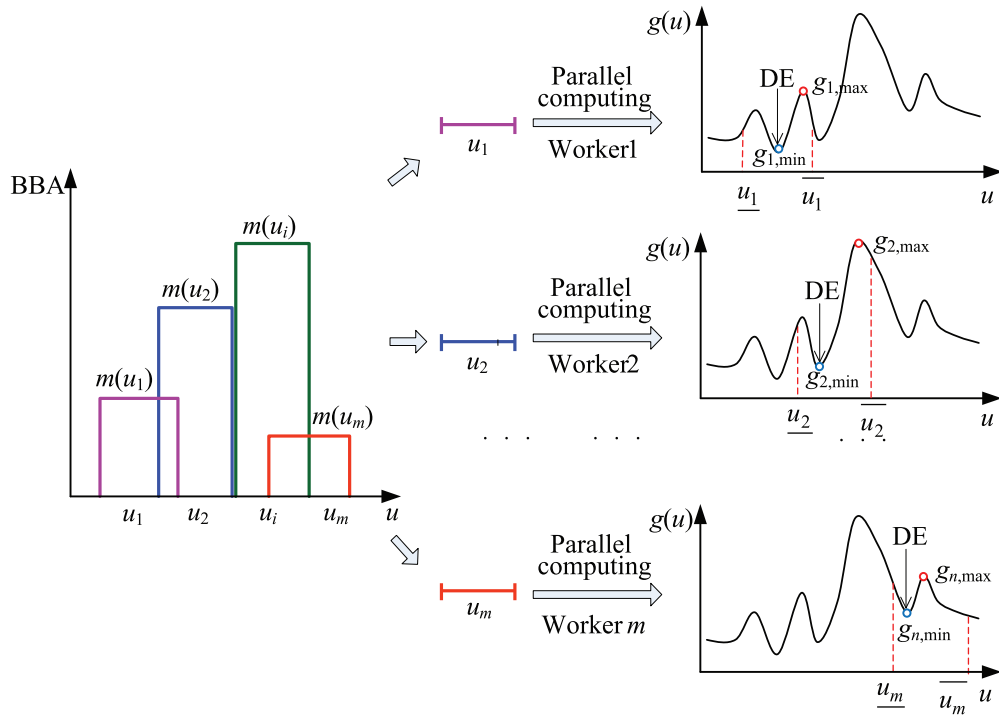 BBA
m(u₁)
m(u₂)
m(uᵢ)
m(uₘ)
u₁
u₂
uᵢ
uₘ
u
u₁
Parallel
computing
Worker1
g(u)
DE
g₁,max
g₁,min
u₁
u₁
u
u₂
Parallel
computing
Worker2
g(u)
DE
g₂,max
g₂,min
u₂
u₂
u
. . . . . . . . .
uₘ
Parallel
computing
Worker m
g(u)
DE
gₙ,max
gₙ,min
uₘ
uₘ
u